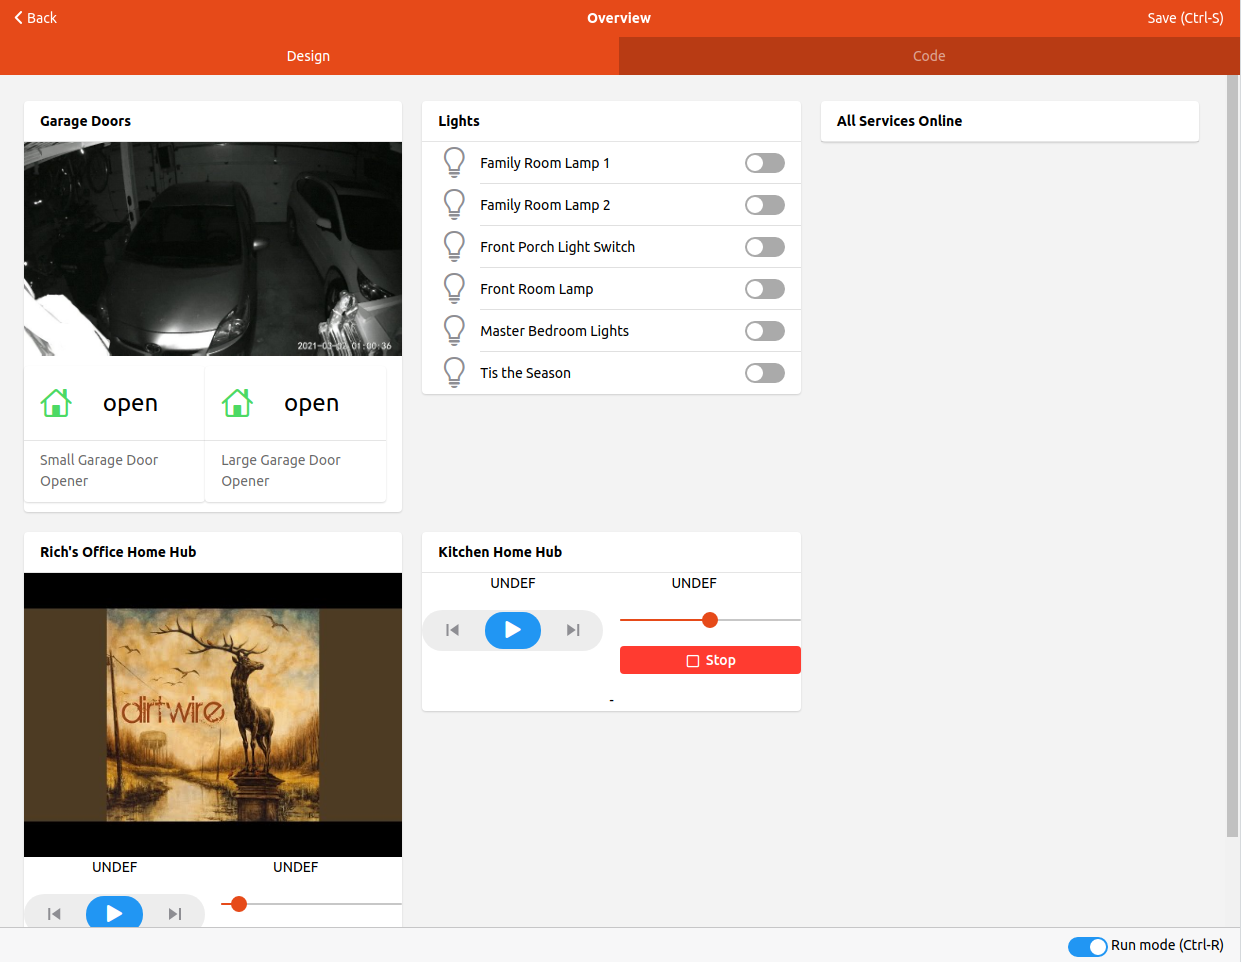 Back
Overview
Save (Ctrl-S)
Design
Code
Garage Doors
2021-03-02 01:00:36
open
open
Small Garage Door
Opener
Large Garage Door
Opener
Lights
Family Room Lamp 1
Family Room Lamp 2
Front Porch Light Switch
Front Room Lamp
Master Bedroom Lights
Tis the Season
All Services Online
Rich's Office Home Hub
dirtwire
UNDEF
UNDEF
Kitchen Home Hub
UNDEF
UNDEF
Stop
-
Run mode (Ctrl-R)